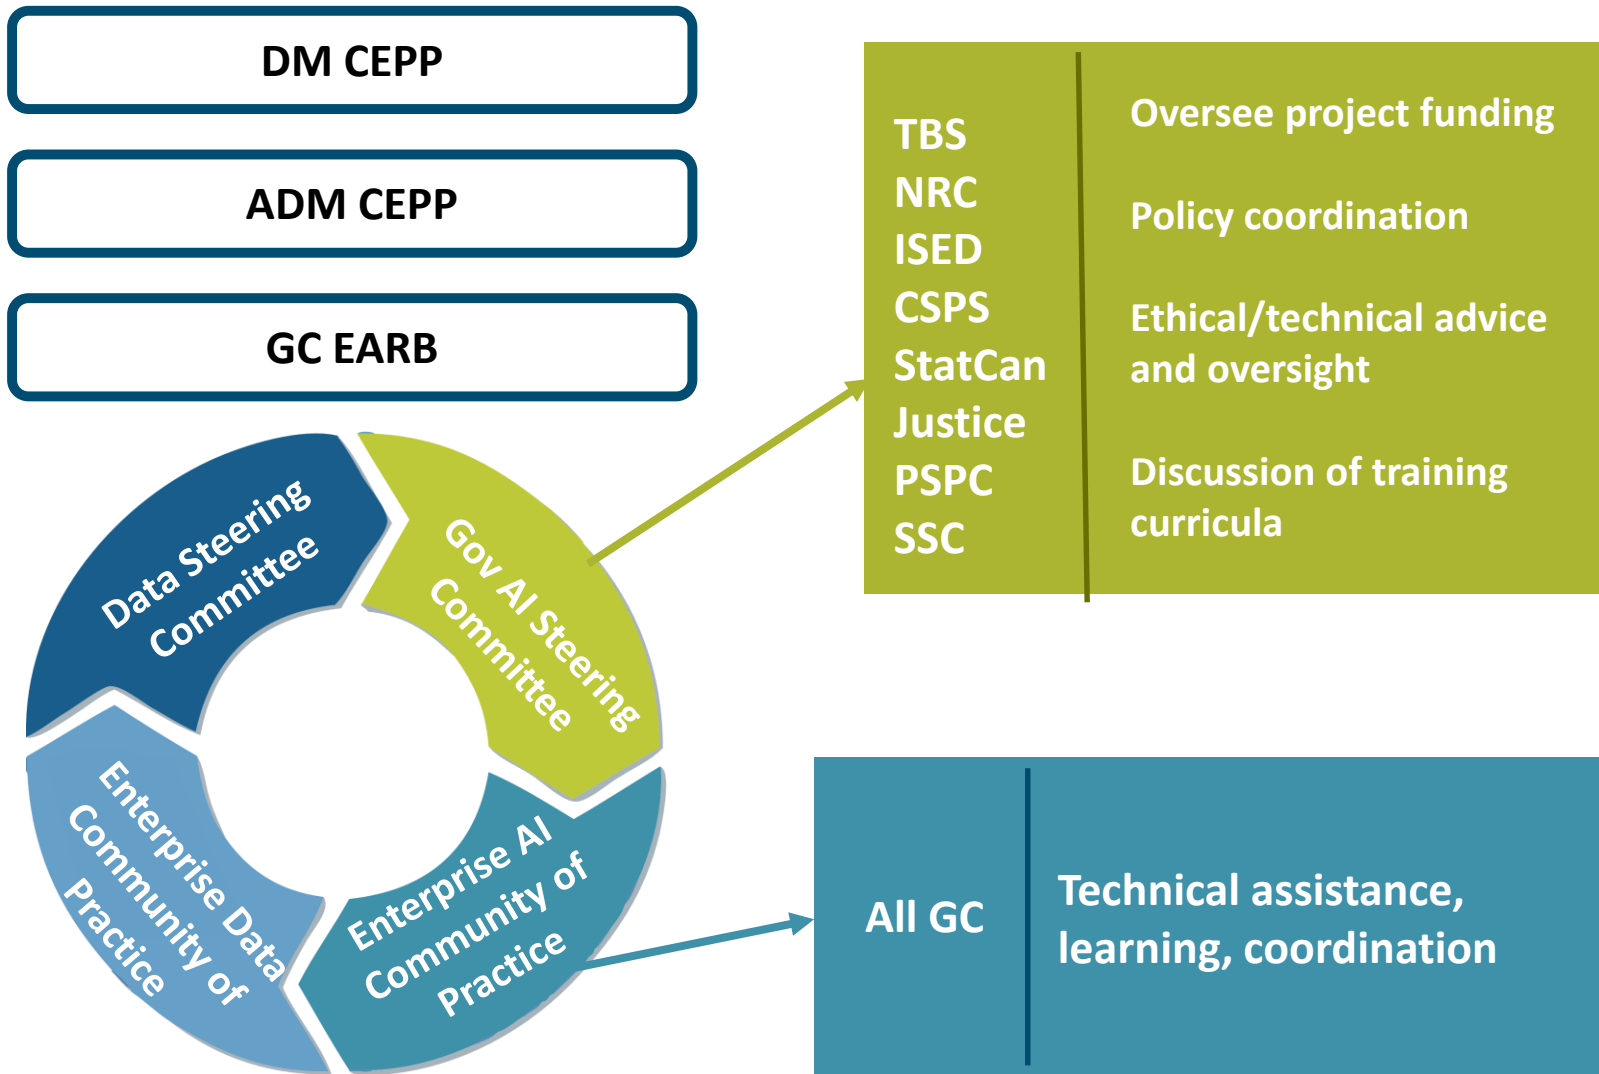 DM CEPP
ADM CEPP
GC EARB
Data Steering
Committee
Gov AI Steering
Committee
Enterprise Data
Community of
Practice
Enterprise AI
Community of
Practice
TBS
NRC
ISED
CSPS
StatCan
Justice
PSPC
SSC
Oversee project funding
Policy coordination
Ethical/technical advice
and oversight
Discussion of training
curricula
All GC
Technical assistance,
learning, coordination